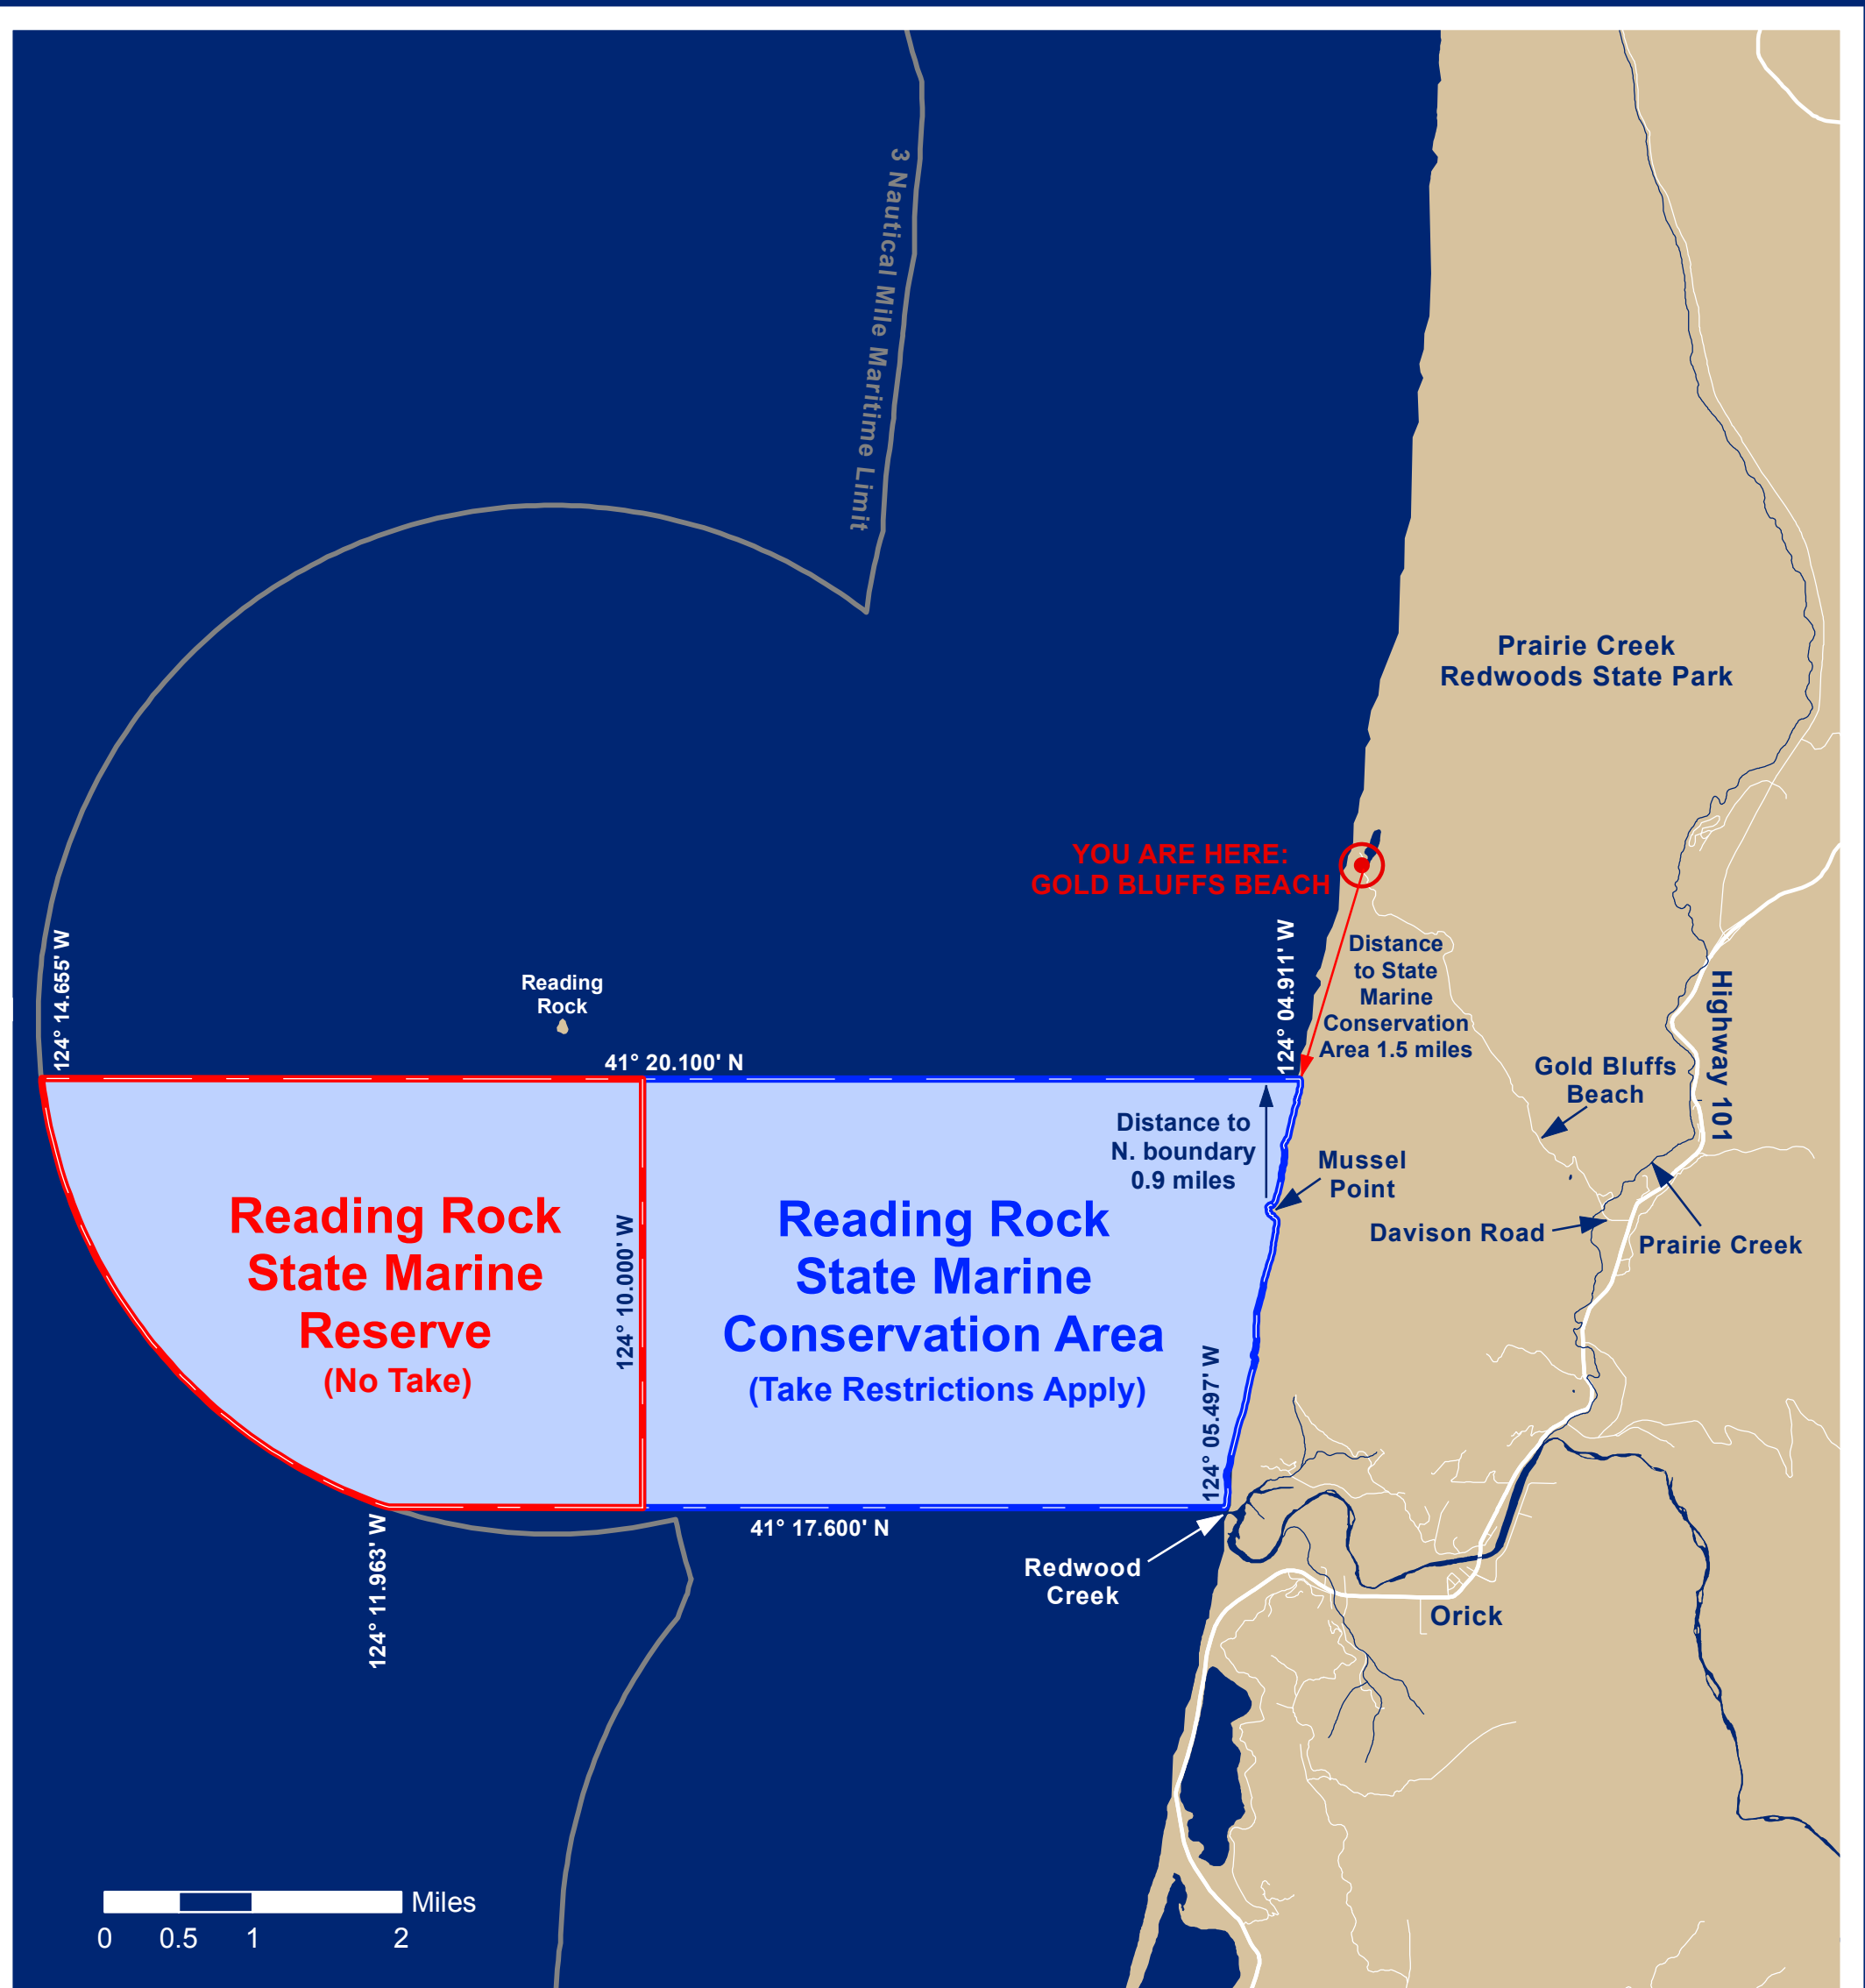 3 Nautical Mile Maritime Limit
Prairie Creek
Redwoods State Park
YOU ARE HERE:
GOLD BLUFFS BEACH
124° 14.655' W
Reading
Rock
41° 20.100' N
124° 04.911' W
Distance
to State
Marine
Conservation
Area 1.5 miles
Highway 101
Gold Bluffs
Beach
Distance to
N. boundary
0.9 miles
Mussel
Point
Davison Road
Prairie Creek
Reading Rock
State Marine
Reserve
(No Take)
124° 10.000' W
Reading Rock
State Marine
Conservation Area
(Take Restrictions Apply)
124° 05.497' W
124° 11.963' W
41° 17.600' N
Redwood
Creek
Orick
Miles
0 0.5 1 2